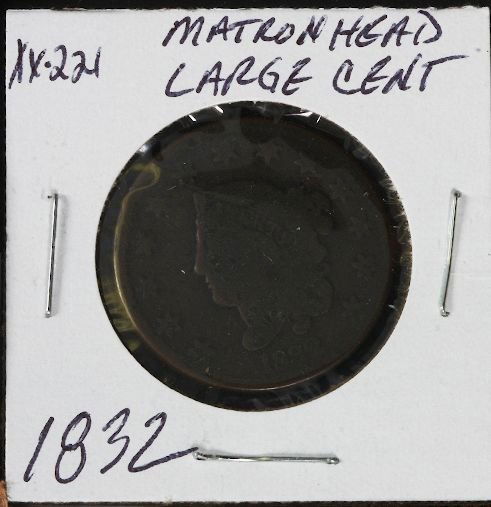 MATRON HEAD
XX-221
LARGE CENT
1832